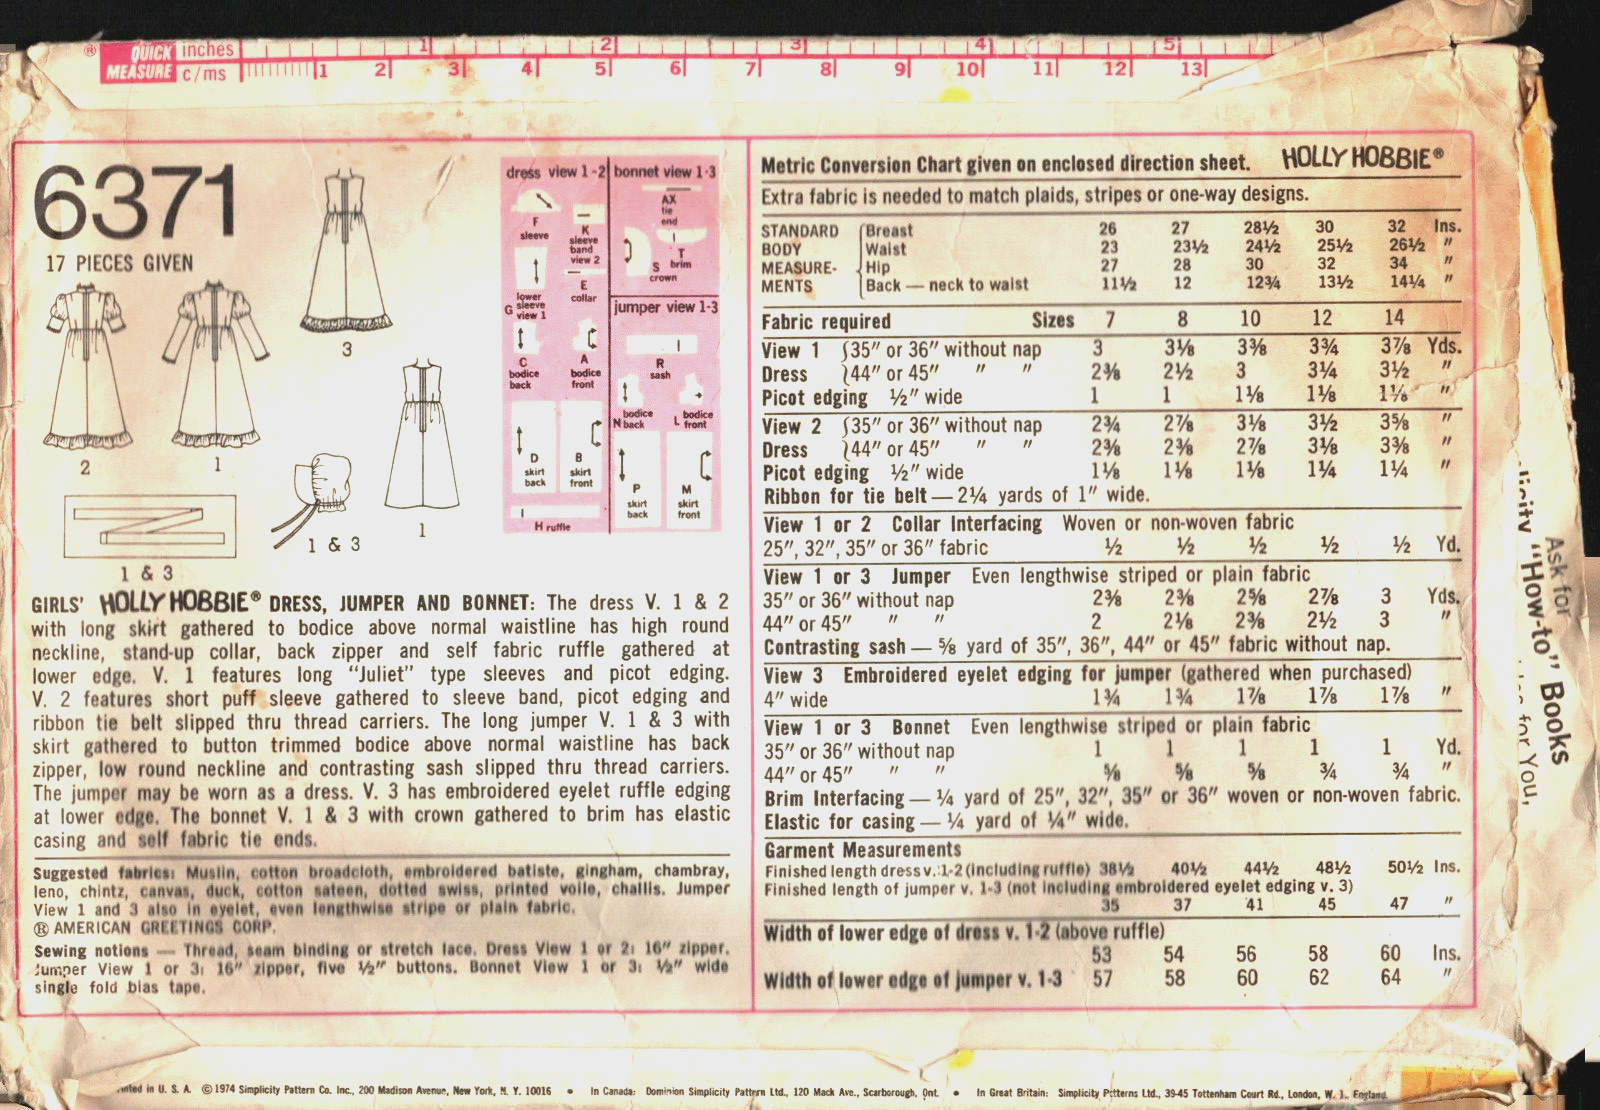 ® QUICK MEASURE inches
c/ms
1 2 3 4 5
1 2 3 4 5 6 7 8 9 10 11 12 13
6371
17 PIECES GIVEN
3
2
1
1
1 & 3
1 & 3
dress view 1-2
F
sleeve
K
sleeve
band
view 2
G lower
sleeve
view 1
E
collar
C
bodice
back
A
bodice
front
D
skirt
back
B
skirt
front
H ruffle
bonnet view 1-3
AX
tie
end
S
crown
T
brim
jumper view 1-3
R
sash
N bodice
back
L bodice
front
P
skirt
back
M
skirt
front
GIRLS' HOLLY HOBBIE® DRESS, JUMPER AND BONNET: The dress V. 1 & 2
with long skirt gathered to bodice above normal waistline has high round
neckline, stand-up collar, back zipper and self fabric ruffle gathered at
lower edge. V. 1 features long "Juliet" type sleeves and picot edging.
V. 2 features short puff sleeve gathered to sleeve band, picot edging and
ribbon tie belt slipped thru thread carriers. The long jumper V. 1 & 3 with
skirt gathered to button trimmed bodice above normal waistline has back
zipper, low round neckline and contrasting sash slipped thru thread carriers.
The jumper may be worn as a dress. V. 3 has embroidered eyelet ruffle edging
at lower edge. The bonnet V. 1 & 3 with crown gathered to brim has elastic
casing and self fabric tie ends.
Suggested fabrics: Muslin, cotton broadcloth, embroidered batiste, gingham, chambray,
leno, chintz, canvas, duck, cotton sateen, dotted swiss, printed voile, challis. Jumper
View 1 and 3 also in eyelet, even lengthwise stripe or plain fabric.
® AMERICAN GREETINGS CORP.
Sewing notions — Thread, seam binding or stretch lace. Dress View 1 or 2: 16" zipper.
Jumper View 1 or 3: 16" zipper, five ½" buttons. Bonnet View 1 or 3: ½" wide
single fold bias tape.
Metric Conversion Chart given on enclosed direction sheet. HOLLY HOBBIE®
Extra fabric is needed to match plaids, stripes or one-way designs.
STANDARD Breast 26 27 28½ 30 32 Ins.
BODY Waist 23 23½ 24½ 25½ 26½ "
MEASURE- Hip 27 28 30 32 34 "
MENTS Back — neck to waist 11½ 12 12¾ 13½ 14¼ "
Fabric required Sizes 7 8 10 12 14
View 1 35" or 36" without nap 3 3⅛ 3⅜ 3¾ 3⅞ Yds.
Dress 44" or 45" " " 2⅜ 2½ 3 3¼ 3½ "
Picot edging ½" wide 1 1 1⅛ 1⅛ 1⅛ "
View 2 35" or 36" without nap 2¾ 2⅞ 3⅛ 3½ 3⅝ "
Dress 44" or 45" " " 2⅜ 2⅜ 2⅞ 3⅛ 3⅜ "
Picot edging ½" wide 1⅛ 1⅛ 1⅛ 1¼ 1¼ "
Ribbon for tie belt — 2¼ yards of 1" wide.
View 1 or 2 Collar Interfacing Woven or non-woven fabric
25", 32", 35" or 36" fabric ½ ½ ½ ½ ½ Yd.
View 1 or 3 Jumper Even lengthwise striped or plain fabric
35" or 36" without nap 2⅜ 2⅜ 2⅝ 2⅞ 3 Yds.
44" or 45" " " 2 2⅛ 2⅜ 2½ 3 "
Contrasting sash — ⅝ yard of 35", 36", 44" or 45" fabric without nap.
View 3 Embroidered eyelet edging for jumper (gathered when purchased)
4" wide 1¾ 1¾ 1⅞ 1⅞ 1⅞ "
View 1 or 3 Bonnet Even lengthwise striped or plain fabric
35" or 36" without nap 1 1 1 1 1 Yd.
44" or 45" " " ⅝ ⅝ ⅝ ¾ ¾ "
Brim Interfacing — ¼ yard of 25", 32", 35" or 36" woven or non-woven fabric.
Elastic for casing — ¼ yard of ¼" wide.
Garment Measurements
Finished length dress v. 1-2 (including ruffle) 38½ 40½ 44½ 48½ 50½ Ins.
Finished length of jumper v. 1-3 (not including embroidered eyelet edging v. 3)
35 37 41 45 47 "
Width of lower edge of dress v. 1-2 (above ruffle)
53 54 56 58 60 Ins.
Width of lower edge of jumper v. 1-3 57 58 60 62 64 "
Ask for
"How-to" Books
for You,
in U. S. A. ©1974 Simplicity Pattern Co. Inc., 200 Madison Avenue, New York, N. Y. 10016 • In Canada: Dominion Simplicity Pattern Ltd., 120 Mack Ave., Scarborough, Ont. • In Great Britain: Simplicity Patterns Ltd., 39-45 Tottenham Court Rd., London, W. 1., England.